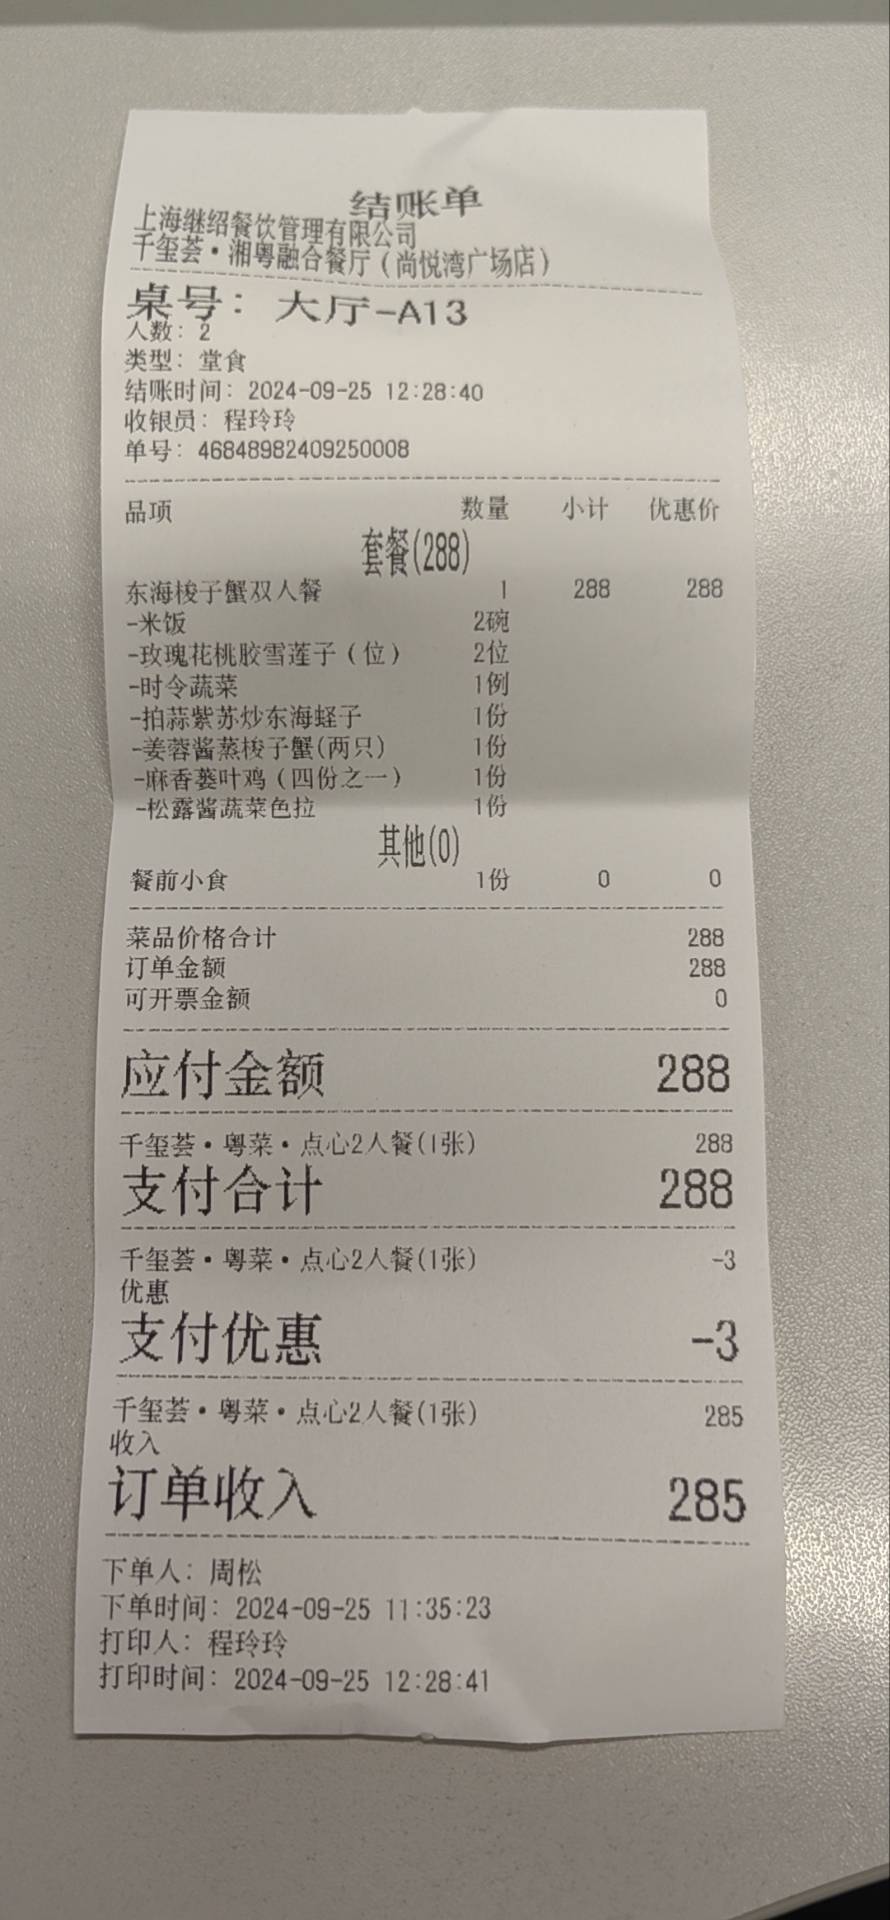 结账单
上海继绍餐饮管理有限公司
千玺荟·湘粤融合餐厅(尚悦湾广场店)
桌号: 大厅-A13
人数: 2
类型: 堂食
结账时间: 2024-09-25 12:28:40
收银员: 程玲玲
单号: 46848982409250008
品项 数量 小计 优惠价
套餐(288)
东海梭子蟹双人餐 1 288 288
-米饭 2碗
-玫瑰花桃胶雪莲子(位) 2位
-时令蔬菜 1例
-拍蒜紫苏炒东海蛏子 1份
-姜蓉酱蒸梭子蟹(两只) 1份
-麻香蒌叶鸡(四份之一) 1份
-松露酱蔬菜色拉 1份
其他(0)
餐前小食 1份 0 0
菜品价格合计 288
订单金额 288
可开票金额 0
应付金额 288
千玺荟·粤菜·点心2人餐(1张) 288
支付合计 288
千玺荟·粤菜·点心2人餐(1张) -3
优惠
支付优惠 -3
千玺荟·粤菜·点心2人餐(1张) 285
收入
订单收入 285
下单人: 周松
下单时间: 2024-09-25 11:35:23
打印人: 程玲玲
打印时间: 2024-09-25 12:28:41